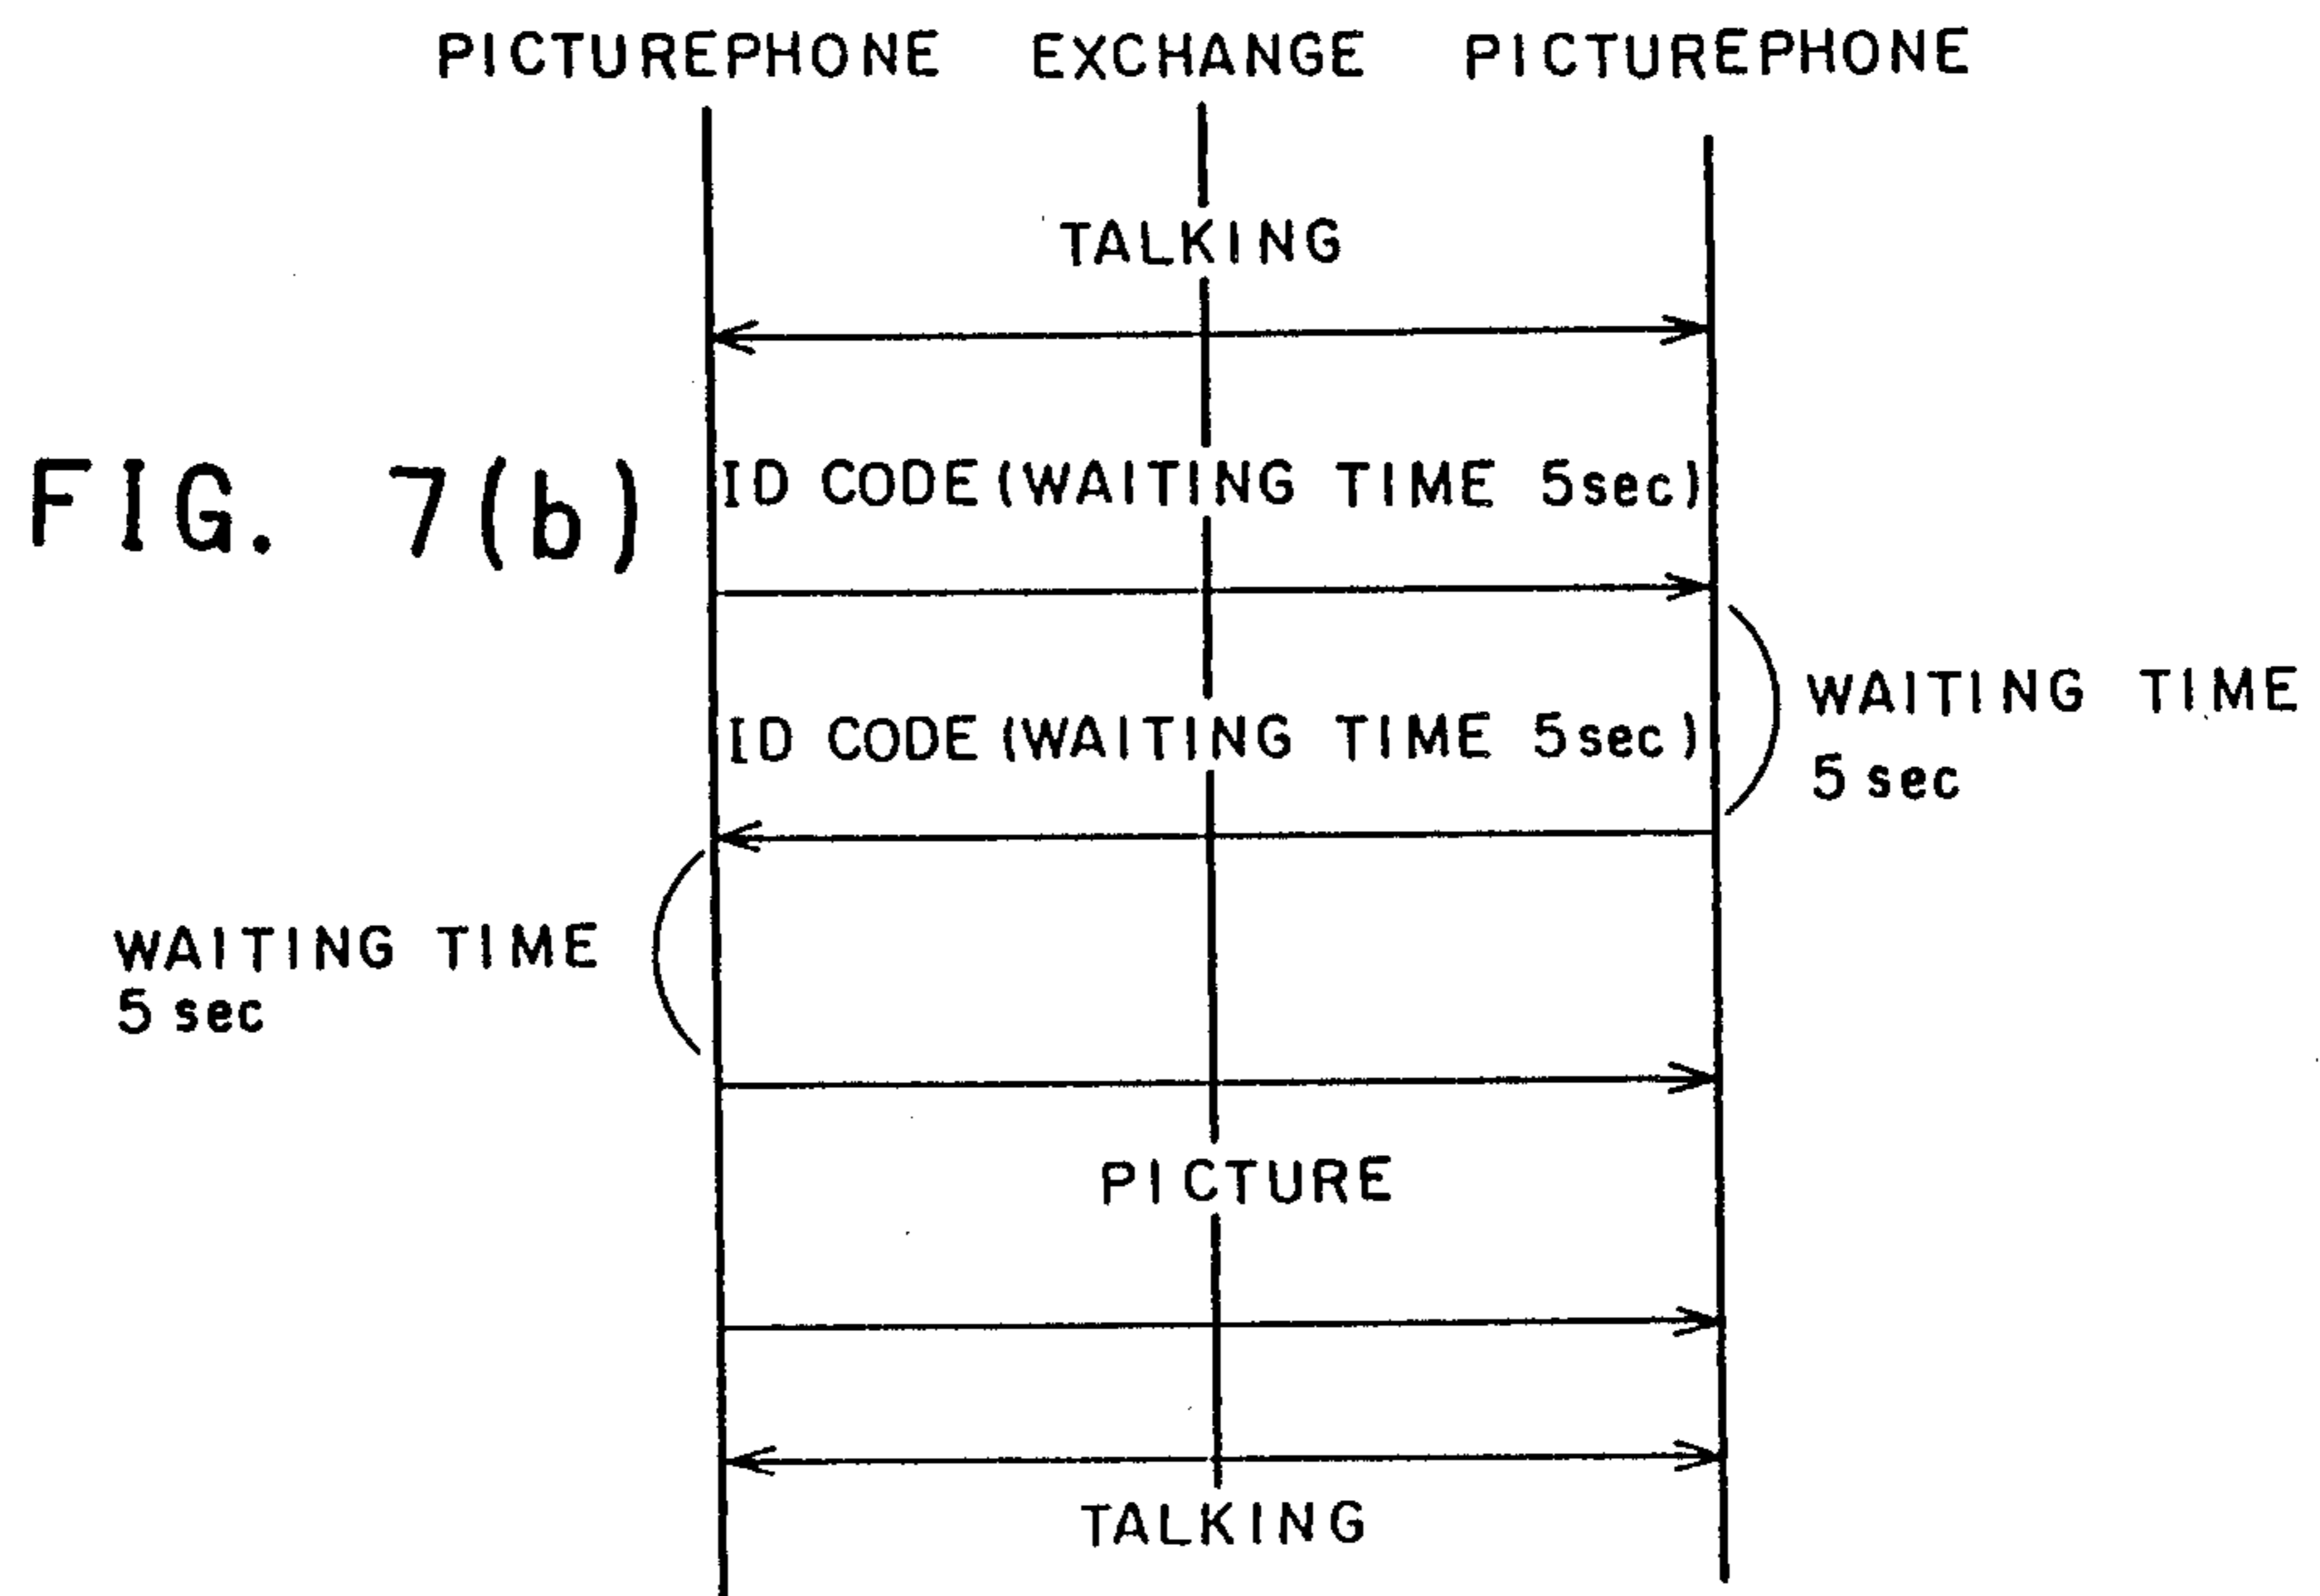 PICTUREPHONE EXCHANGE PICTUREPHONE
TALKING
FIG. 7(b)
ID CODE (WAITING TIME 5sec)
WAITING TIME
5 sec
ID CODE (WAITING TIME 5sec)
WAITING TIME
5 sec
PICTURE
TALKING